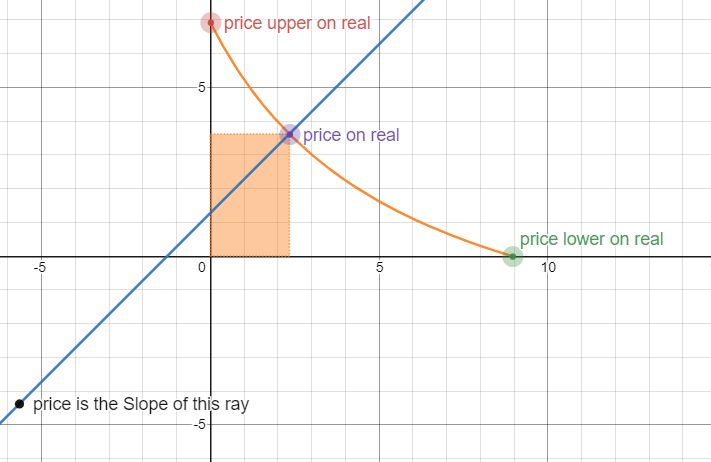 price upper on real
5
price on real
price lower on real
-5
0
5
10
price is the Slope of this ray
-5